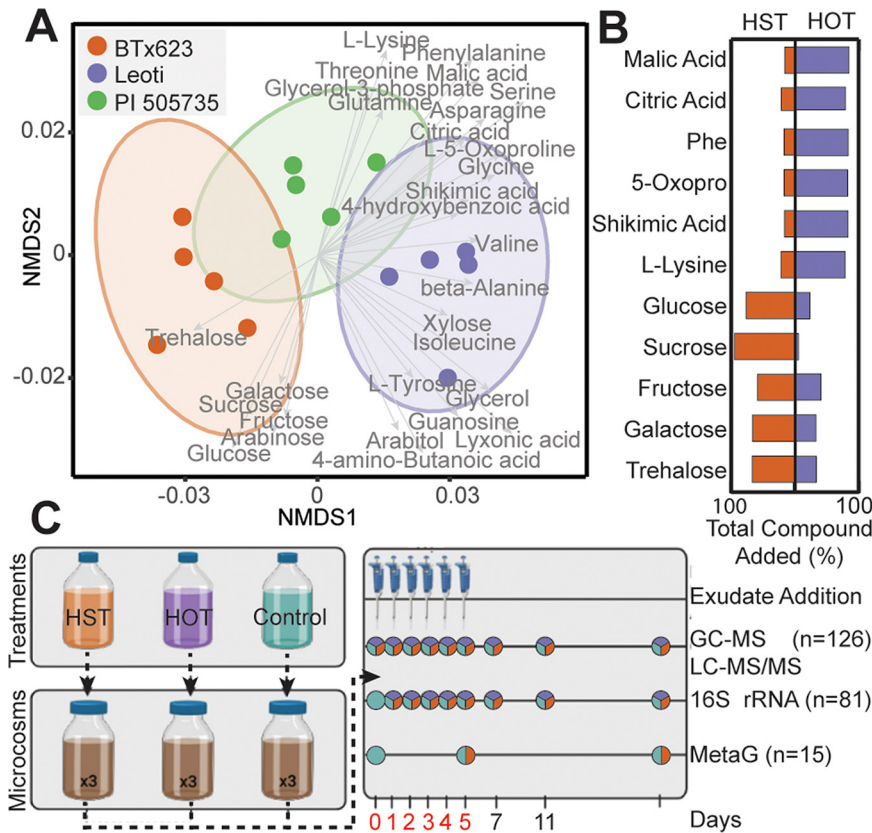 A
BTx623
Leoti
PI 505735
L-Lysine
Phenylalanine
Threonine
Malic acid
Glycerol-3-phosphate
Serine
Glutamine
Asparagine
Citric acid
L-5-Oxoproline
Glycine
Shikimic acid
4-hydroxybenzoic acid
Valine
beta-Alanine
Xylose
Isoleucine
Trehalose
L-Tyrosine
Galactose
Glycerol
Sucrose
Fructose
Guanosine
Arabinose
Arabitol
Lyxonic acid
Glucose
4-amino-Butanoic acid
NMDS2
0.02
0
-0.02
-0.03
0
0.03
NMDS1
B
HST HOT
Malic Acid
Citric Acid
Phe
5-Oxopro
Shikimic Acid
L-Lysine
Glucose
Sucrose
Fructose
Galactose
Trehalose
100 100
Total Compound
Added (%)
C
Treatments
HST HOT Control
Microcosms
x3 x3 x3
Exudate Addition
GC-MS (n=126)
LC-MS/MS
16S rRNA (n=81)
MetaG (n=15)
0 1 2 3 4 5 7 11 Days